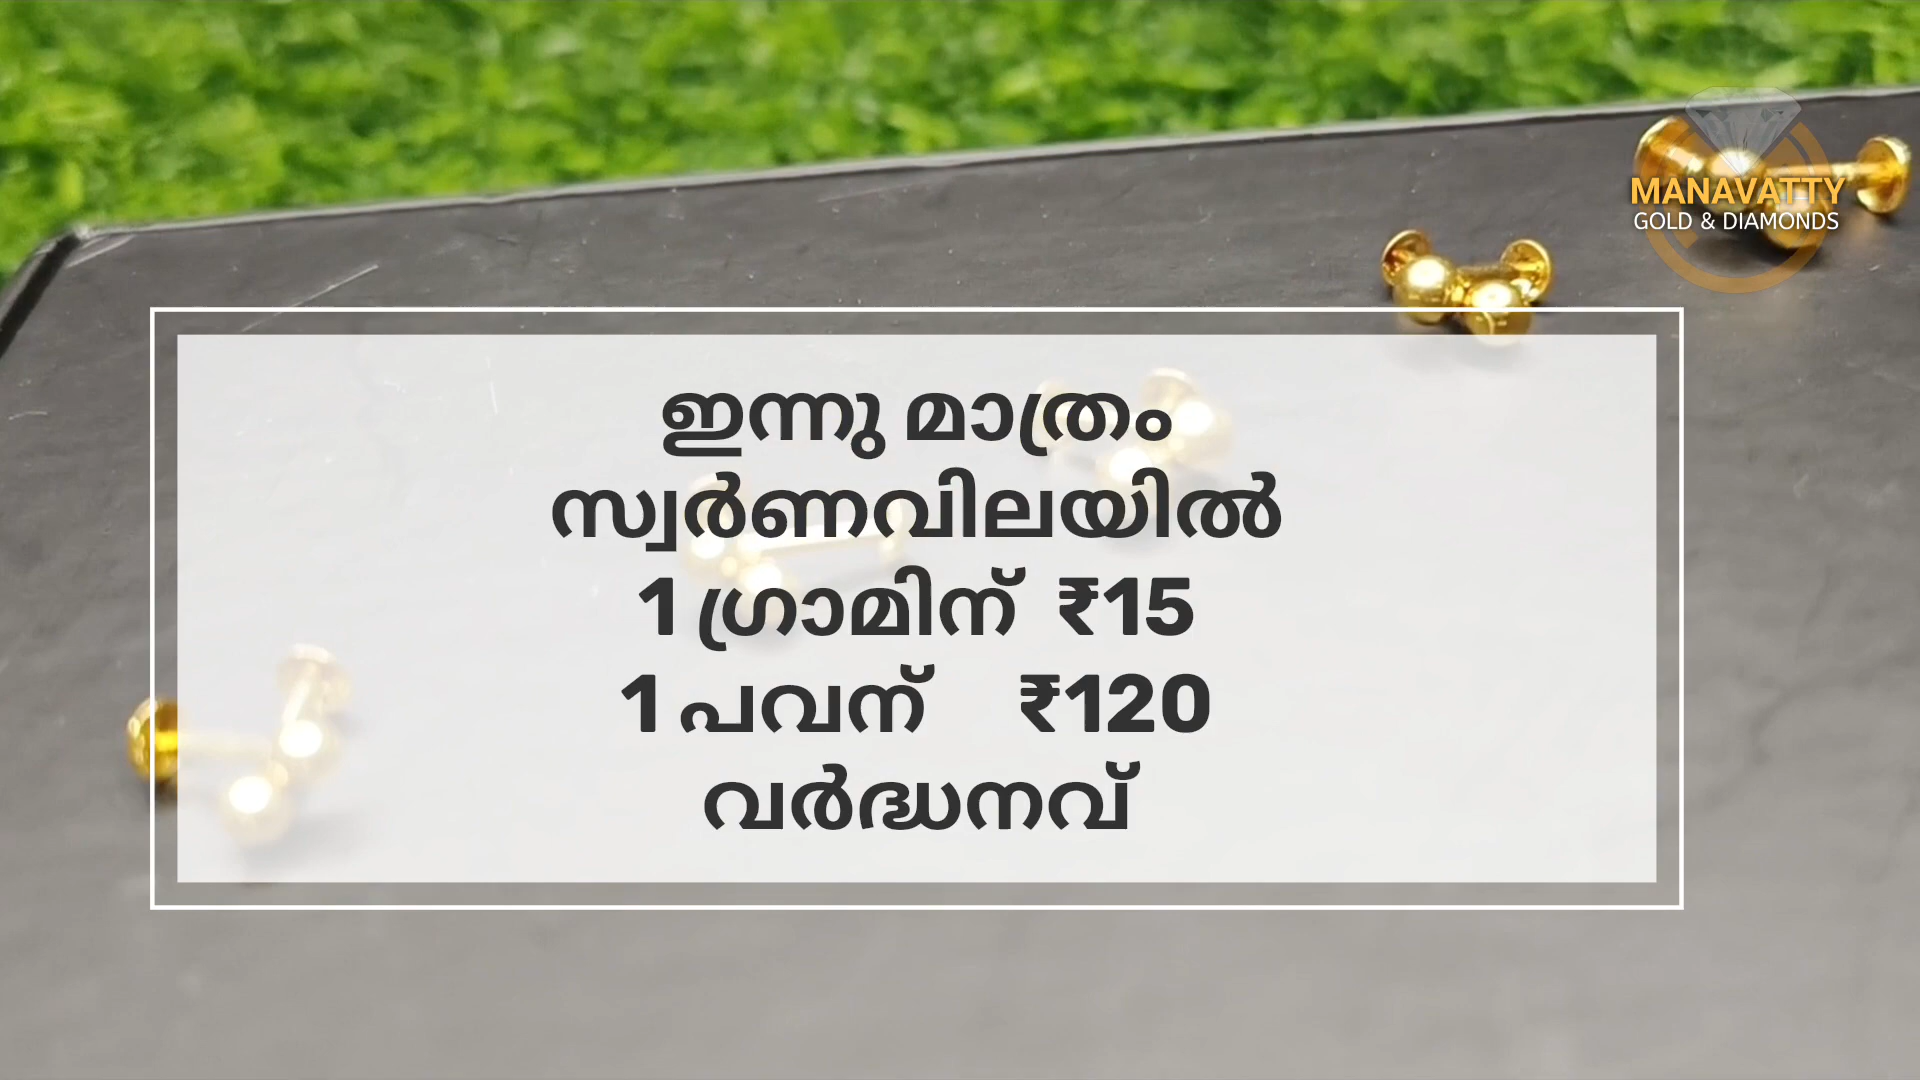 MANAVATTY
GOLD & DIAMONDS
ഇന്നു മാത്രം
സ്വർണവിലയിൽ
1 ഗ്രാമിന് ₹15
1 പവന് ₹120
വർദ്ധനവ്